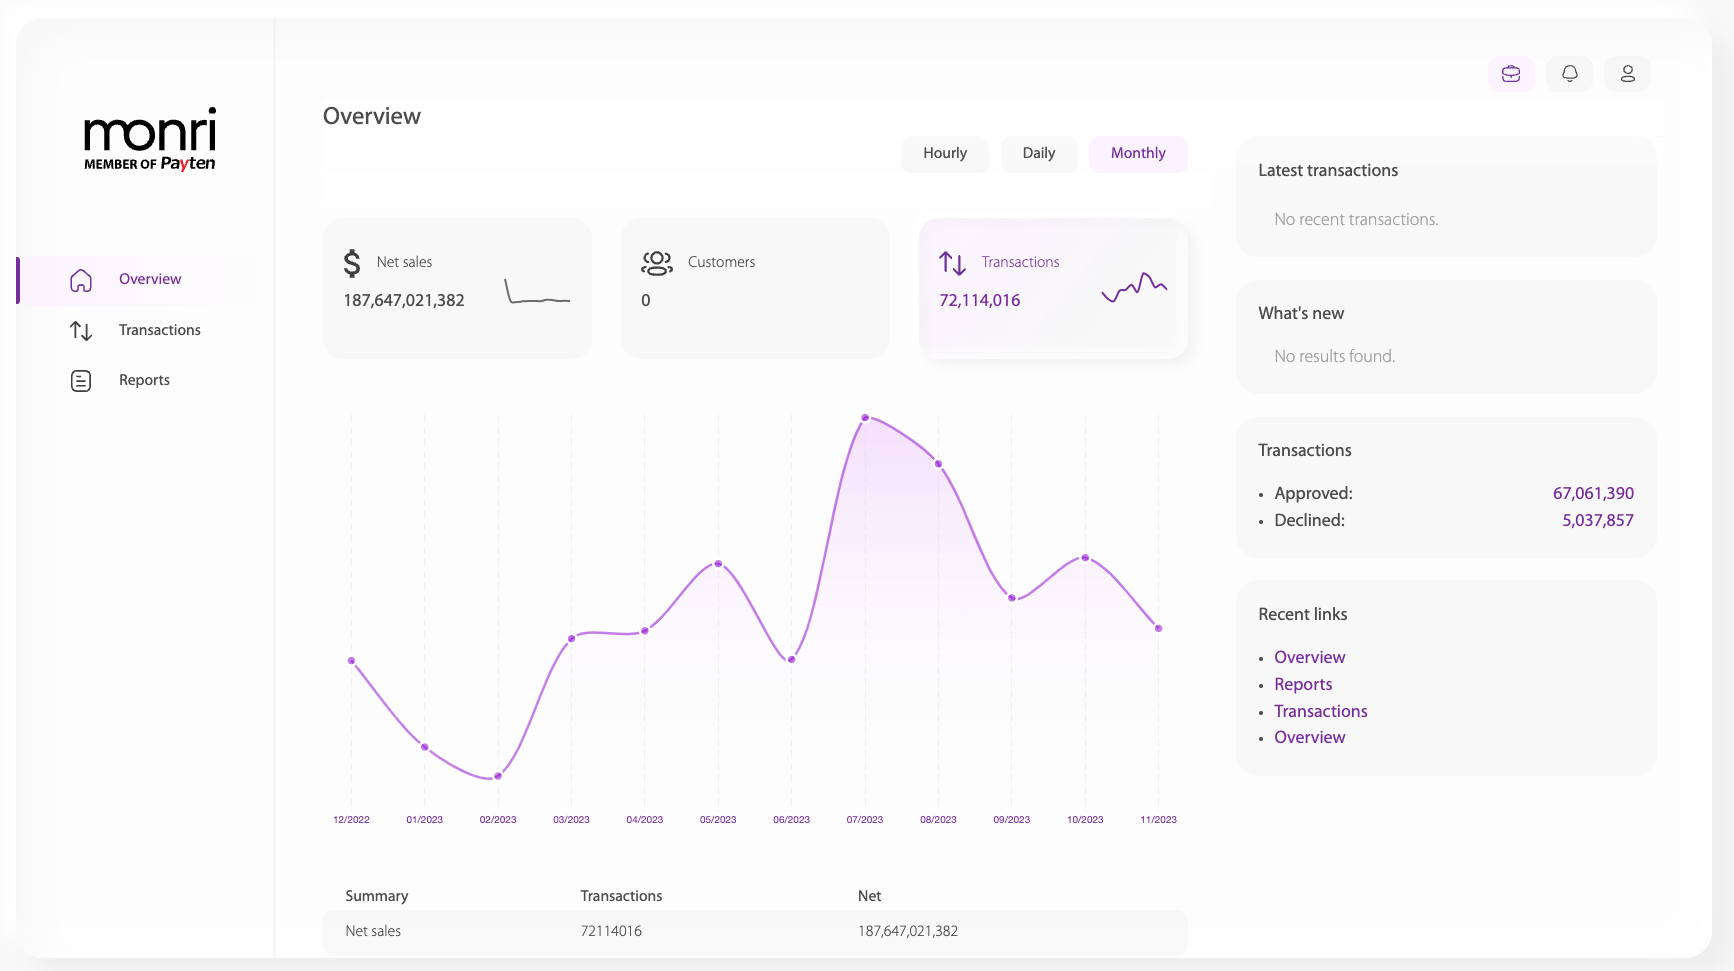 monri
MEMBER OF Payten
Overview
Transactions
Reports
Overview
Hourly
Daily
Monthly
Net sales
187,647,021,382
Customers
0
Transactions
72,114,016
12/2022
01/2023
02/2023
03/2023
04/2023
05/2023
06/2023
07/2023
08/2023
09/2023
10/2023
11/2023
Summary Transactions Net
Net sales 72114016 187,647,021,382
Latest transactions
No recent transactions.
What's new
No results found.
Transactions
• Approved: 67,061,390
• Declined: 5,037,857
Recent links
• Overview
• Reports
• Transactions
• Overview